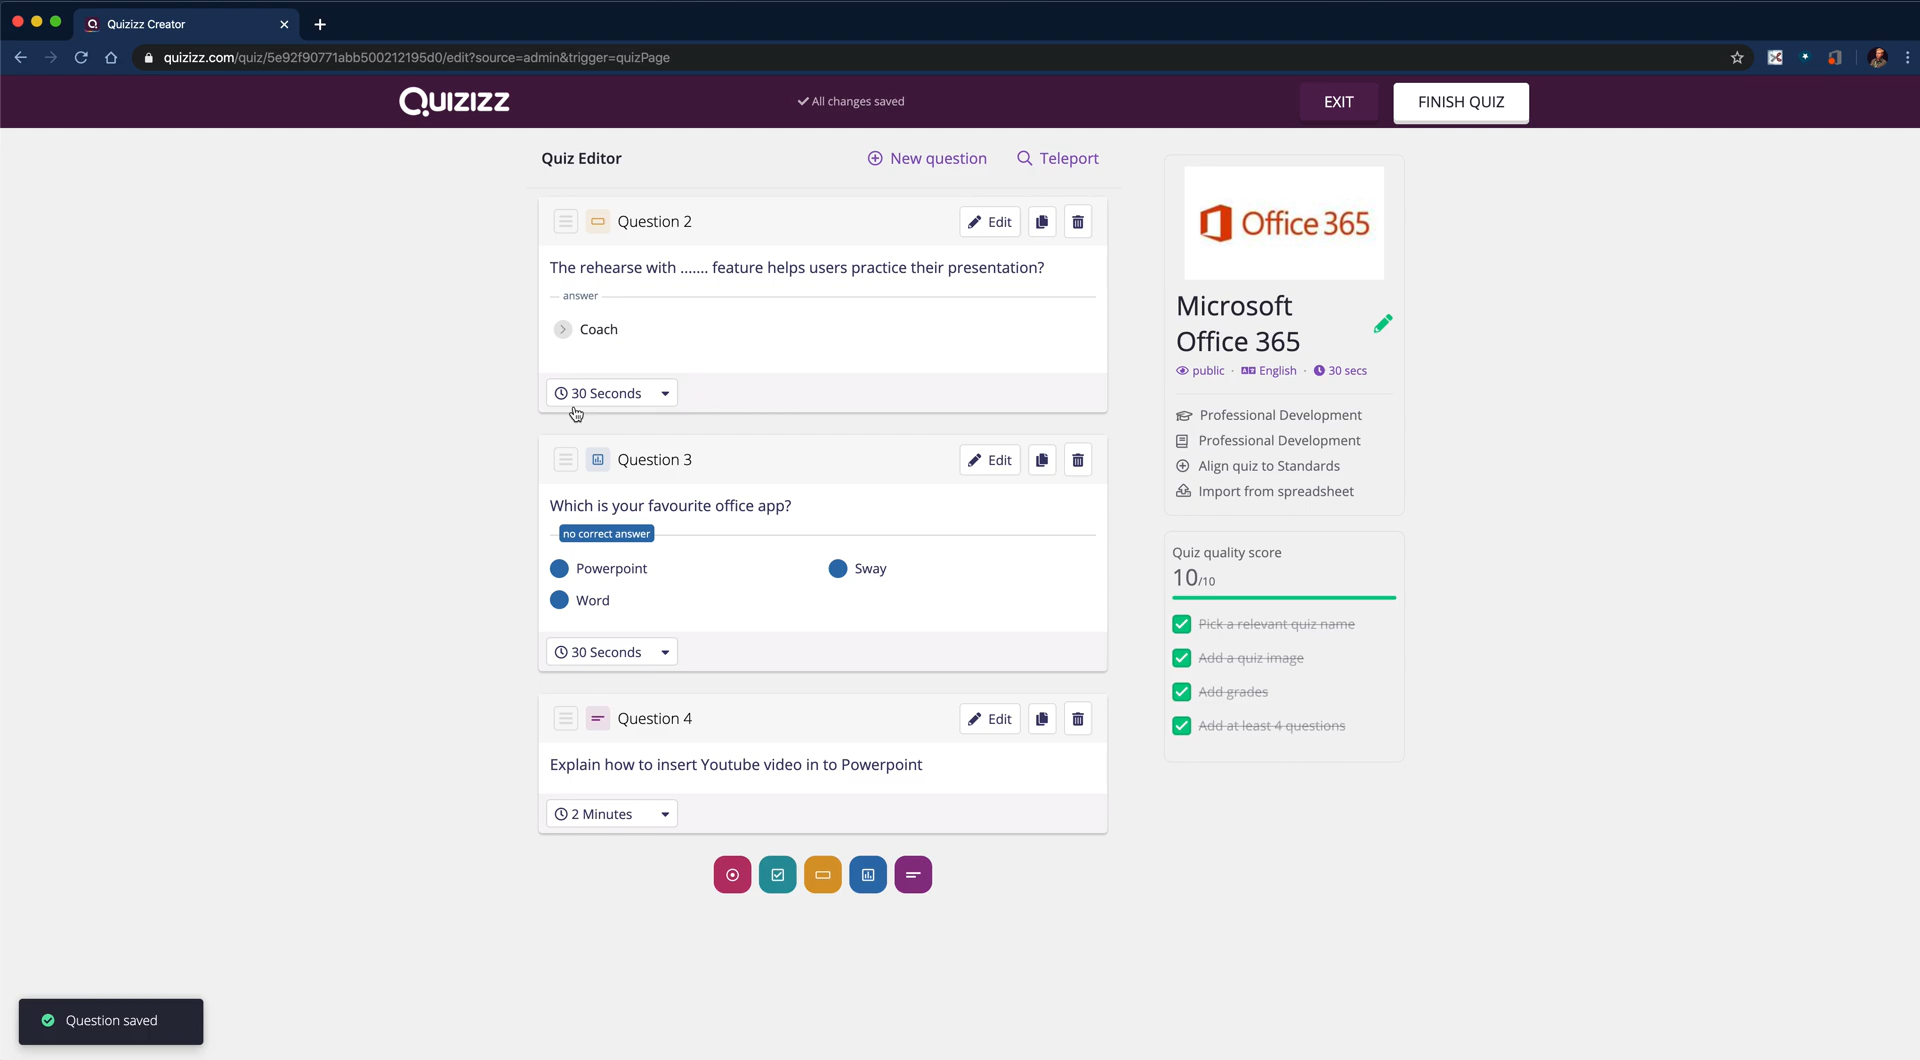 Quizizz Creator
quizizz.com/quiz/5e92f90771abb500212195d0/edit?source=admin&trigger=quizPage
Quizizz
All changes saved
EXIT
FINISH QUIZ
Quiz Editor
New question
Teleport
Question 2
Edit
The rehearse with ....... feature helps users practice their presentation?
answer
Coach
30 Seconds
Question 3
Edit
Which is your favourite office app?
no correct answer
Powerpoint
Sway
Word
30 Seconds
Question 4
Edit
Explain how to insert Youtube video in to Powerpoint
2 Minutes
Office 365
Microsoft
Office 365
public · English · 30 secs
Professional Development
Professional Development
Align quiz to Standards
Import from spreadsheet
Quiz quality score
10/10
Pick a relevant quiz name
Add a quiz image
Add grades
Add at least 4 questions
Question saved